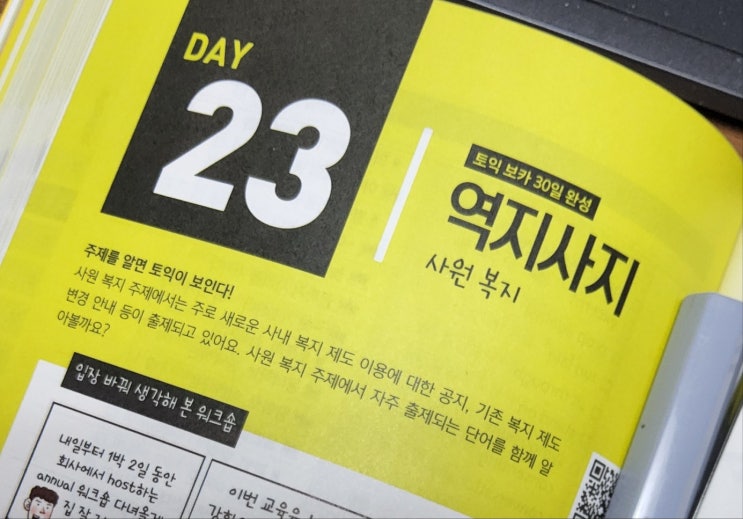 DAY
23
토익 보카 30일 완성
역지사지
사원 복지
주제를 알면 토익이 보인다!
사원 복지 주제에서는 주로 새로운 사내 복지 제도 이용에 대한 공지, 기존 복지 제도
변경 안내 등이 출제되고 있어요. 사원 복지 주제에서 자주 출제되는 단어를 함께 알
아볼까요?
입장 바꿔 생각해 본 워크숍
내일부터 1박 2일 동안
회사에서 host하는
annual 워크숍 다녀올게
이번 교육은